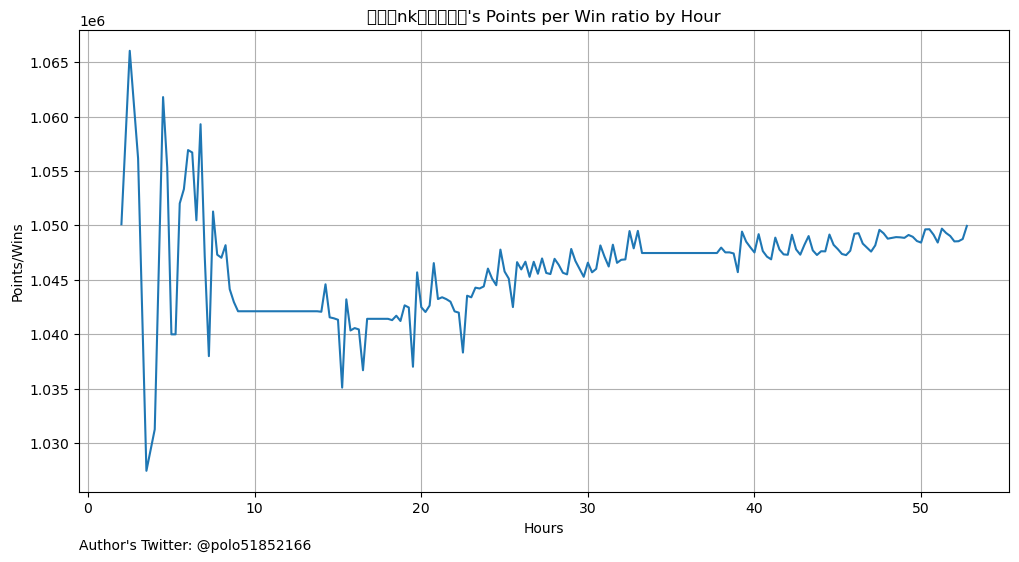 1e6
nk's Points per Win ratio by Hour
1.065
1.060
1.055
1.050
1.045
1.040
1.035
1.030
Points/Wins
0 10 20 30 40 50
Hours
Author's Twitter: @polo51852166